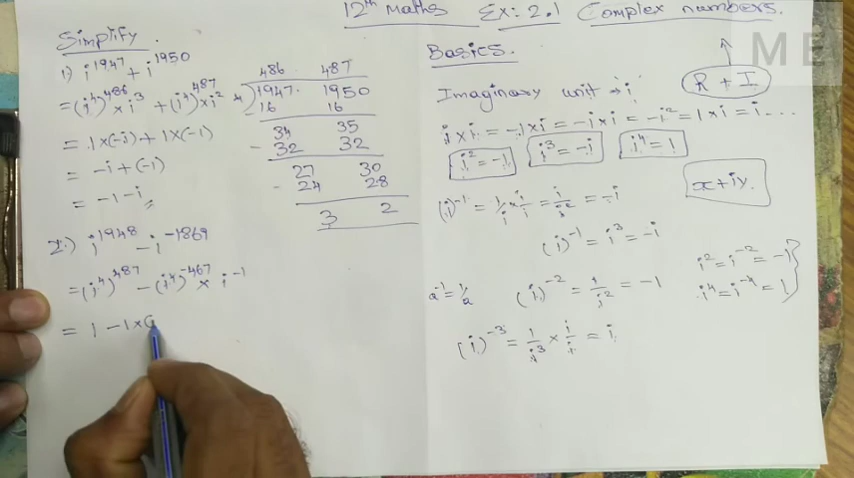 12th Maths Ex: 2.1 Complex numbers.
ME
Simplify.
1) i^1947 + i^1950
= (i^4)^486 × i^3 + (i^4)^487 × i^2
= 1 × (-i) + 1 × (-1)
= -i + (-1)
= -1 - i
2.) i^1948 - i^-1869
= (i^4)^487 - (i^4)^-467 × i^-1
= 1 - 1 × (
486 487
4) 1947 1950
16 16
34 35
- 32 32
27 30
- 24 28
3 2
Basics.
R + I
Imaginary unit → 'i'
i × i = -1 × i = -i × i = -i^2 = 1 × i = i ....
i^2 = -1 i^3 = -i i^4 = 1
x + iy
(i)^-1 = 1/i × i/i = i/i^2 = -i
(i)^-1 = i^3 = -i
a^-1 = 1/a (i)^-2 = 1/i^2 = -1
(i)^-3 = 1/i^3 × i/i = i
i^2 = i^-2 = -1
i^4 = i^-4 = 1 }